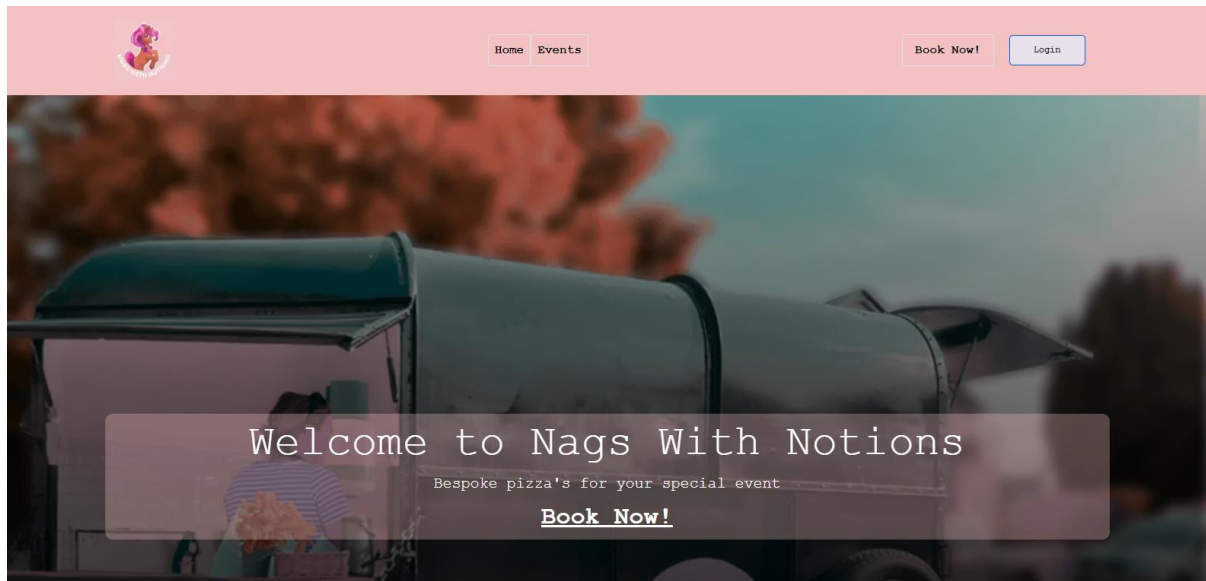 Home Events
Book Now!
Login
Welcome to Nags With Notions
Bespoke pizza's for your special event
Book Now!